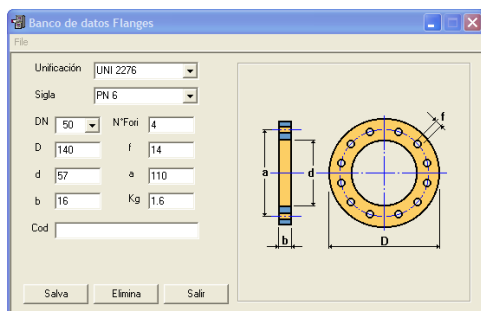 Banco de datos Flanges
File
Unificación UNI 2276
Sigla PN 6
DN 50 N°Fori 4
D 140 f 14
d 57 a 110
b 16 Kg 1.6
Cod
Salva Elimina Salir
f
a d
b D